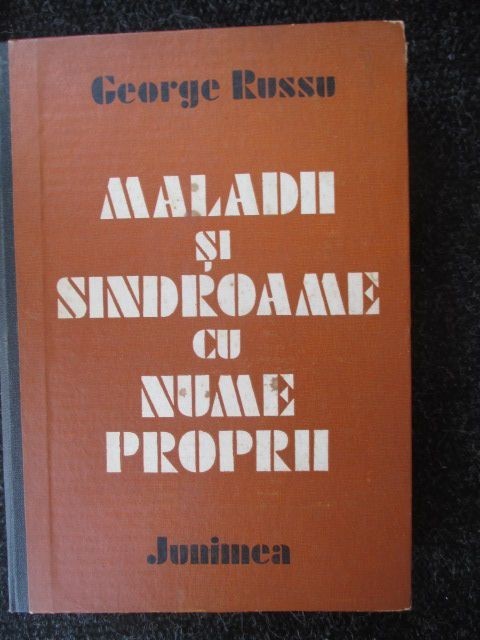 George Russu
MALADII
ȘI
SINDROAME
CU
NUME
PROPRII
Junimea